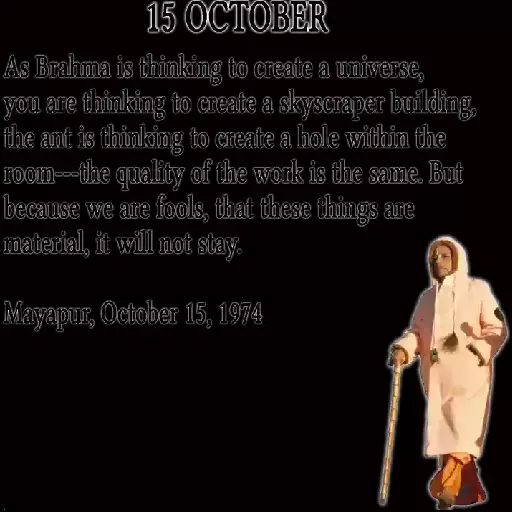 15 OCTOBER
As Brahma is thinking to create a universe,
you are thinking to create a skyscraper building,
the ant is thinking to create a hole within the
room---the quality of the work is the same. But
because we are fools, that these things are
material, it will not stay.
Mayapur, October 15, 1974